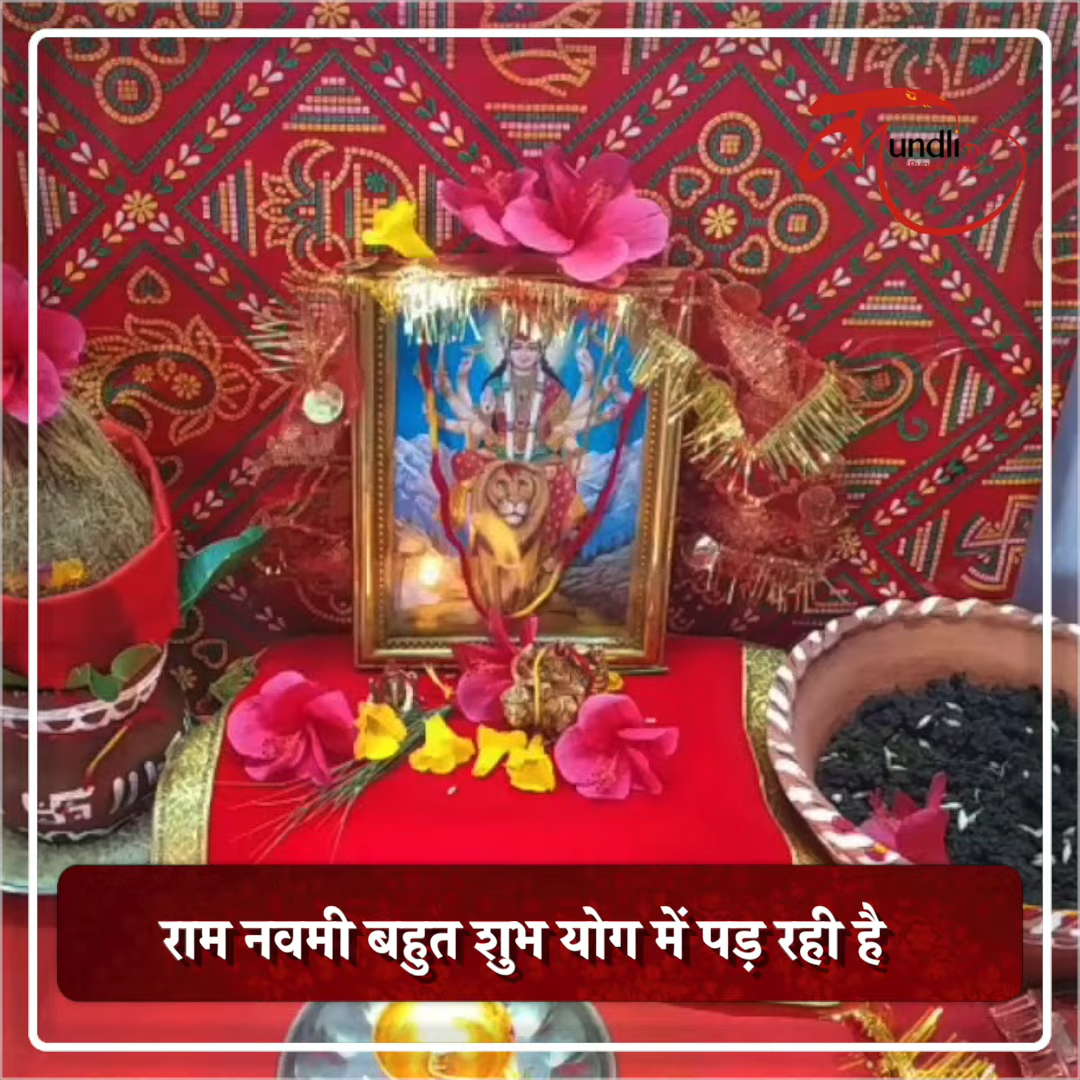 undli
राम नवमी बहुत शुभ योग में पड़ रही है